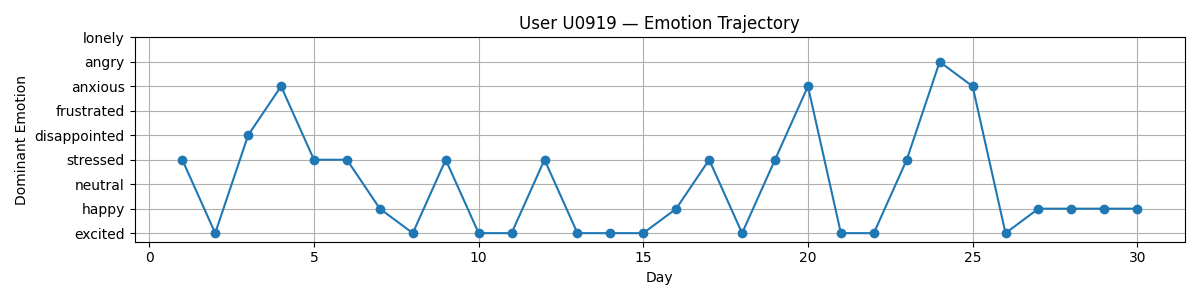 User U0919 — Emotion Trajectory
Dominant Emotion
lonely
angry
anxious
frustrated
disappointed
stressed
neutral
happy
excited
0 5 10 15 20 25 30
Day